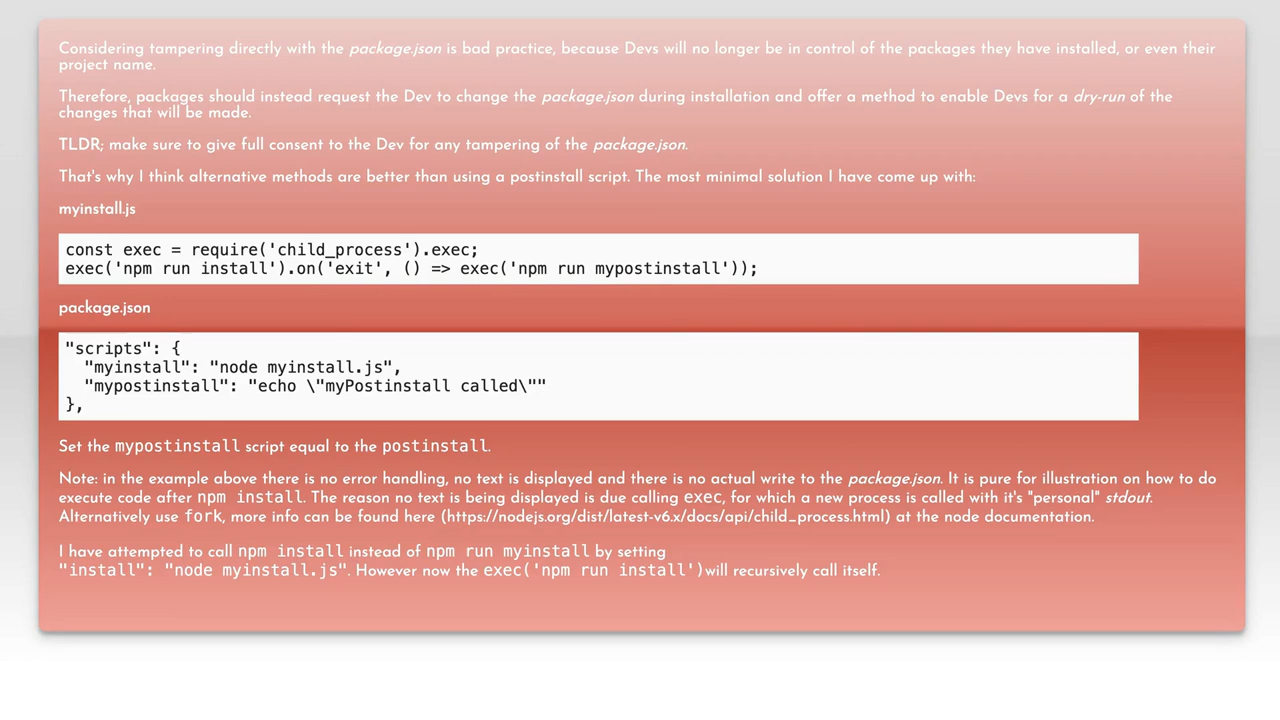 Considering tampering directly with the package.json is bad practice, because Devs will no longer be in control of the packages they have installed, or even their
project name.
Therefore, packages should instead request the Dev to change the package.json during installation and offer a method to enable Devs for a dry-run of the
changes that will be made.
TLDR; make sure to give full consent to the Dev for any tampering of the package.json.
That's why I think alternative methods are better than using a postinstall script. The most minimal solution I have come up with:
myinstall.js
const exec = require('child_process').exec;
exec('npm run install').on('exit', () => exec('npm run mypostinstall'));
package.json
"scripts": {
  "myinstall": "node myinstall.js",
  "mypostinstall": "echo \"myPostinstall called\""
},
Set the mypostinstall script equal to the postinstall.
Note: in the example above there is no error handling, no text is displayed and there is no actual write to the package.json. It is pure for illustration on how to do
execute code after npm install. The reason no text is being displayed is due calling exec, for which a new process is called with it's "personal" stdout.
Alternatively use fork, more info can be found here (https://nodejs.org/dist/latest-v6.x/docs/api/child_process.html) at the node documentation.
I have attempted to call npm install instead of npm run myinstall by setting
"install": "node myinstall.js". However now the exec('npm run install') will recursively call itself.